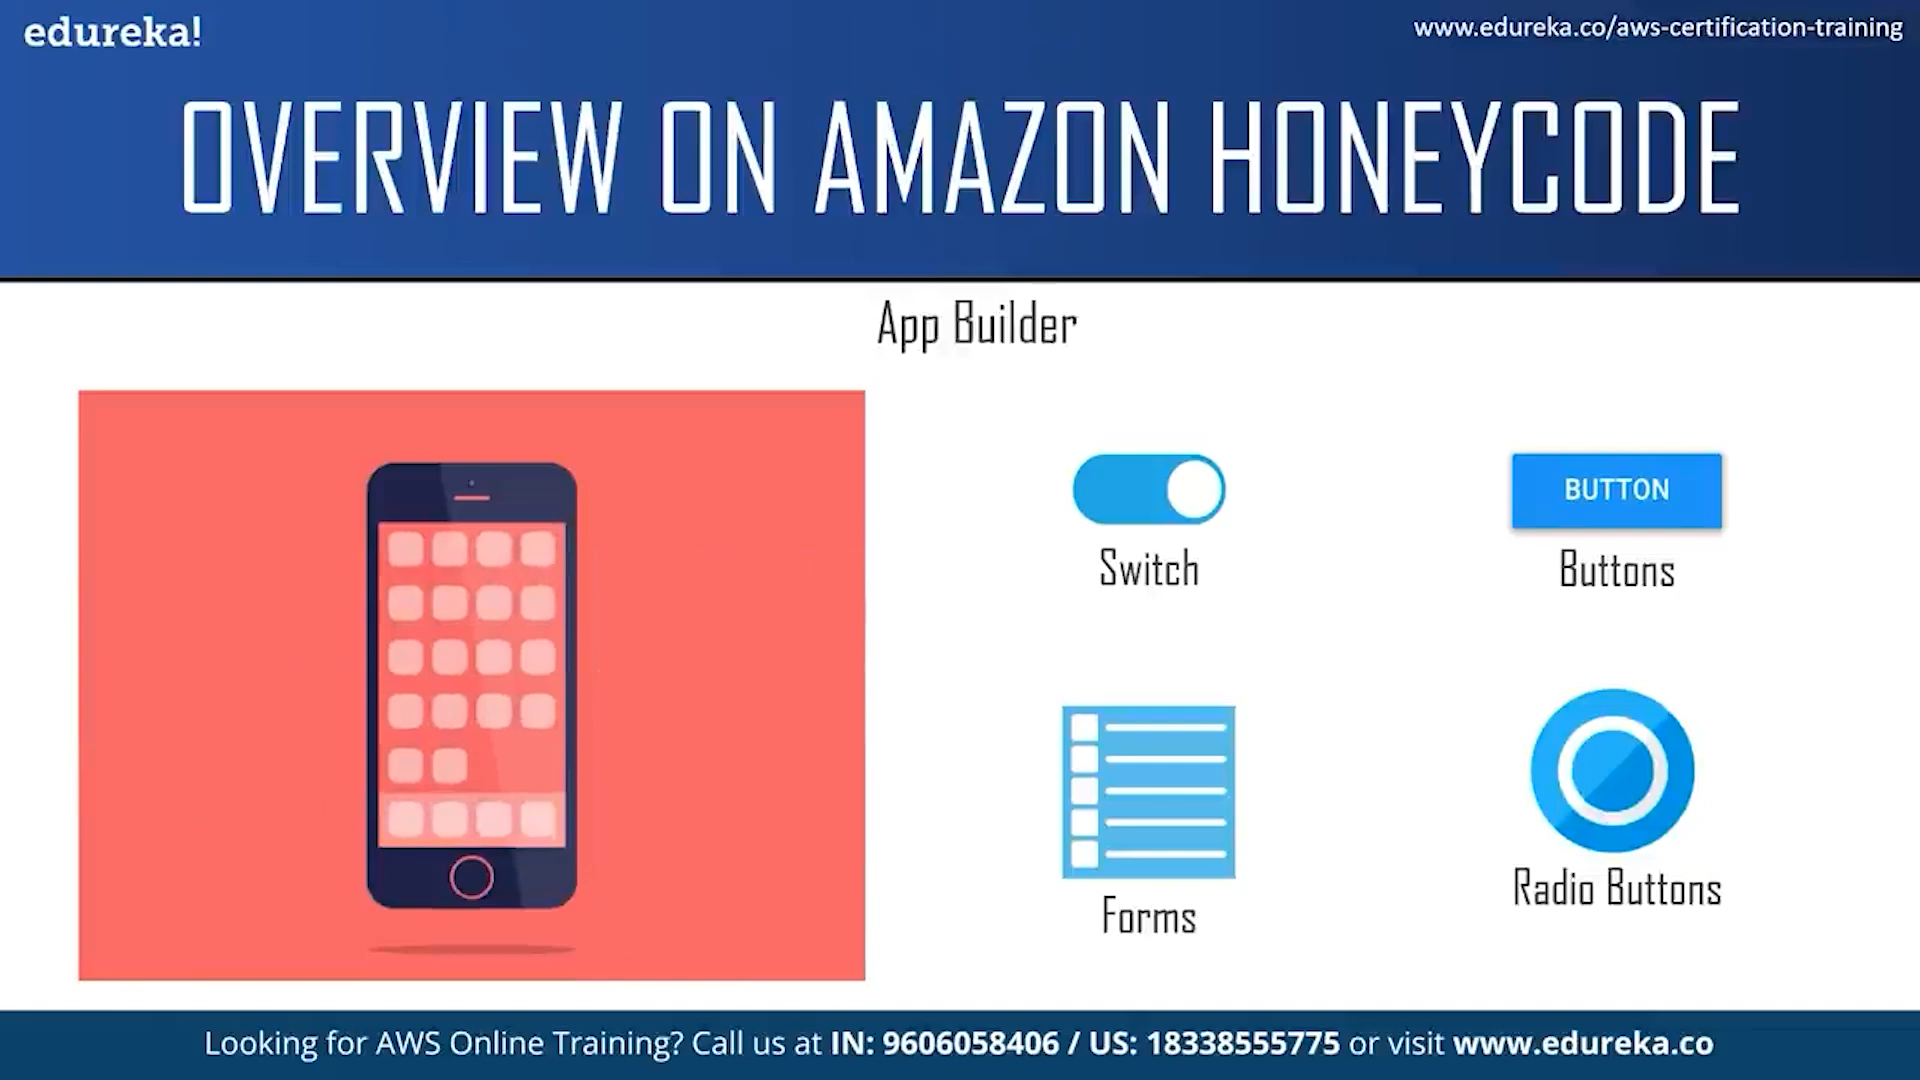 edureka!
www.edureka.co/aws-certification-training
OVERVIEW ON AMAZON HONEYCODE
App Builder
BUTTON
Switch
Buttons
Forms
Radio Buttons
Looking for AWS Online Training? Call us at IN: 9606058406 / US: 18338555775 or visit www.edureka.co